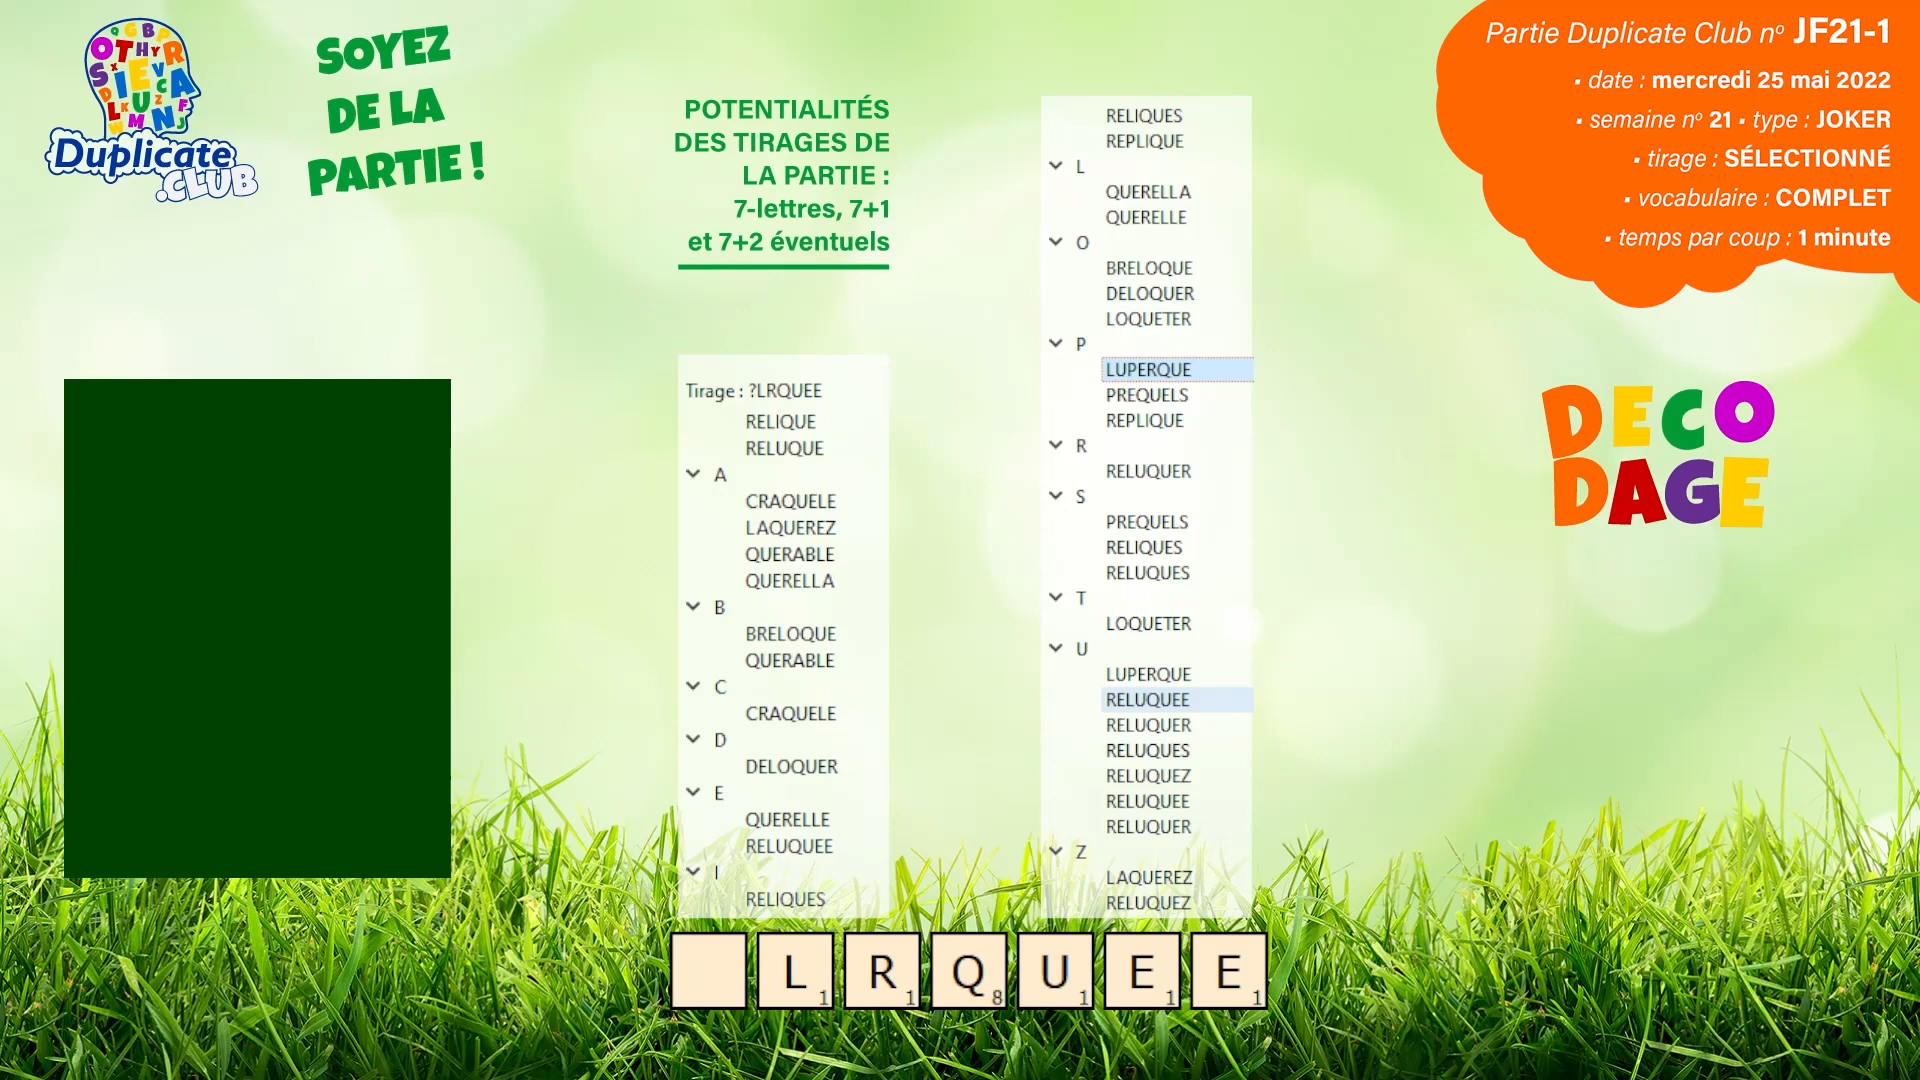 Duplicate
.CLUB
SOYEZ
DE LA
PARTIE !
POTENTIALITÉS
DES TIRAGES DE
LA PARTIE :
7-lettres, 7+1
et 7+2 éventuels
Tirage : ?LRQUEE
RELIQUE
RELUQUE
A
CRAQUELE
LAQUEREZ
QUERABLE
QUERELLA
B
BRELOQUE
QUERABLE
C
CRAQUELE
D
DELOQUER
E
QUERELLE
RELUQUEE
I
RELIQUES
RELIQUES
REPLIQUE
L
QUERELLA
QUERELLE
O
BRELOQUE
DELOQUER
LOQUETER
P
LUPERQUE
PREQUELS
REPLIQUE
R
RELUQUER
S
PREQUELS
RELIQUES
RELUQUES
T
LOQUETER
U
LUPERQUE
RELUQUEE
RELUQUER
RELUQUES
RELUQUEZ
RELUQUEE
RELUQUER
Z
LAQUEREZ
RELUQUEZ
Partie Duplicate Club nº JF21-1
• date : mercredi 25 mai 2022
• semaine nº 21 • type : JOKER
• tirage : SÉLECTIONNÉ
• vocabulaire : COMPLET
• temps par coup : 1 minute
DECO
DAGE
L1 R1 Q8 U1 E1 E1